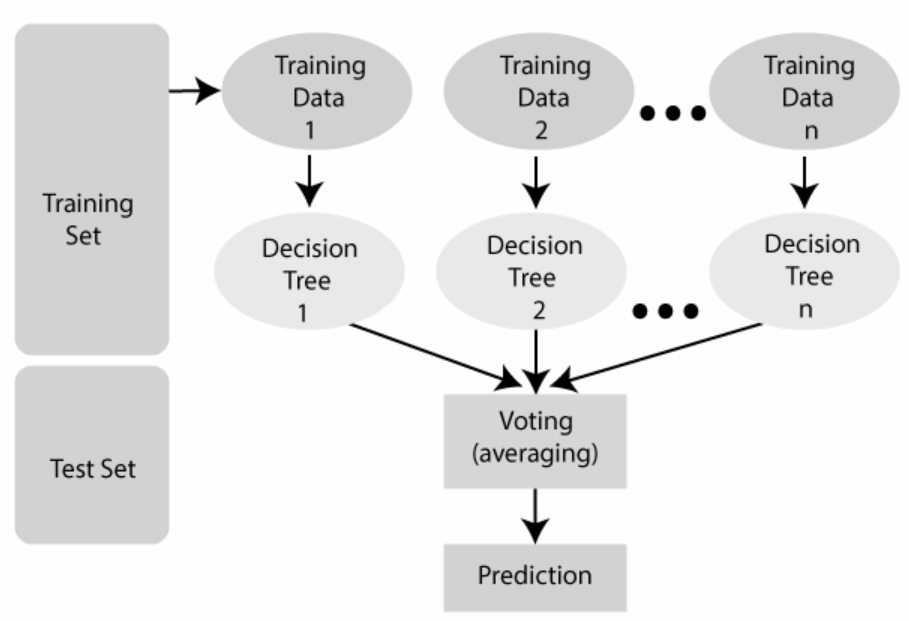 Training
Set
Test Set
Training
Data
1
Training
Data
2
Training
Data
n
Decision
Tree
1
Decision
Tree
2
Decision
Tree
n
Voting
(averaging)
Prediction